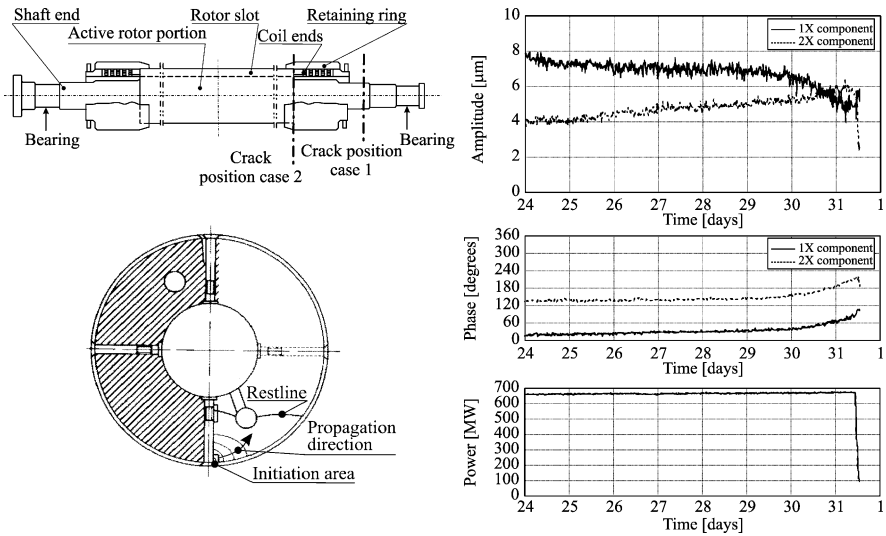 Shaft end
Rotor slot
Retaining ring
Active rotor portion
Coil ends
Bearing
Bearing
Crack position case 2
Crack position case 1
Restline
Propagation direction
Initiation area
10
8
6
4
2
0
Amplitude [µm]
1X component
2X component
24 25 26 27 28 29 30 31 1
Time [days]
360
300
240
180
120
60
0
Phase [degrees]
1X component
2X component
24 25 26 27 28 29 30 31 1
Time [days]
700
600
500
400
300
200
100
0
Power [MW]
24 25 26 27 28 29 30 31 1
Time [days]